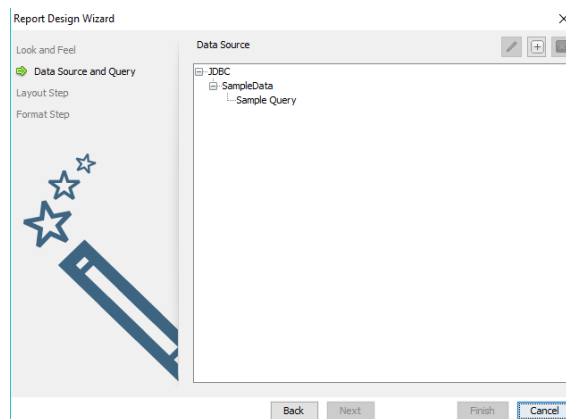 Report Design Wizard
Look and Feel
Data Source and Query
Layout Step
Format Step
Data Source
JDBC
SampleData
Sample Query
Back
Next
Finish
Cancel